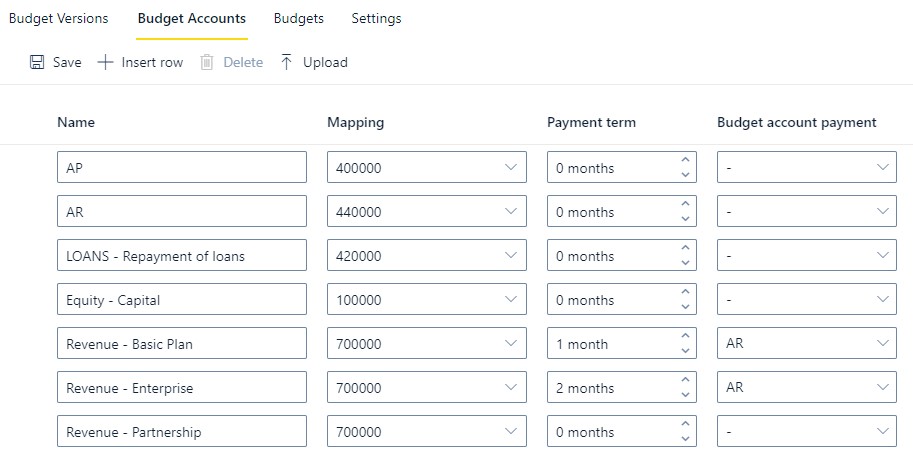 Budget Versions Budget Accounts Budgets Settings
Save Insert row Delete Upload
Name Mapping Payment term Budget account payment
AP 400000 0 months -
AR 440000 0 months -
LOANS - Repayment of loans 420000 0 months -
Equity - Capital 100000 0 months -
Revenue - Basic Plan 700000 1 month AR
Revenue - Enterprise 700000 2 months AR
Revenue - Partnership 700000 0 months -